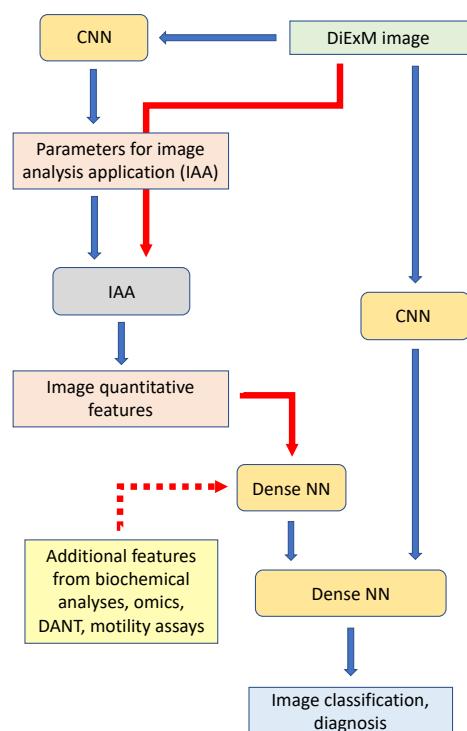 CNN
DiExM image
Parameters for image
analysis application (IAA)
IAA
CNN
Image quantitative
features
Dense NN
Additional features
from biochemical
analyses, omics,
DANT, motility assays
Dense NN
Image classification,
diagnosis